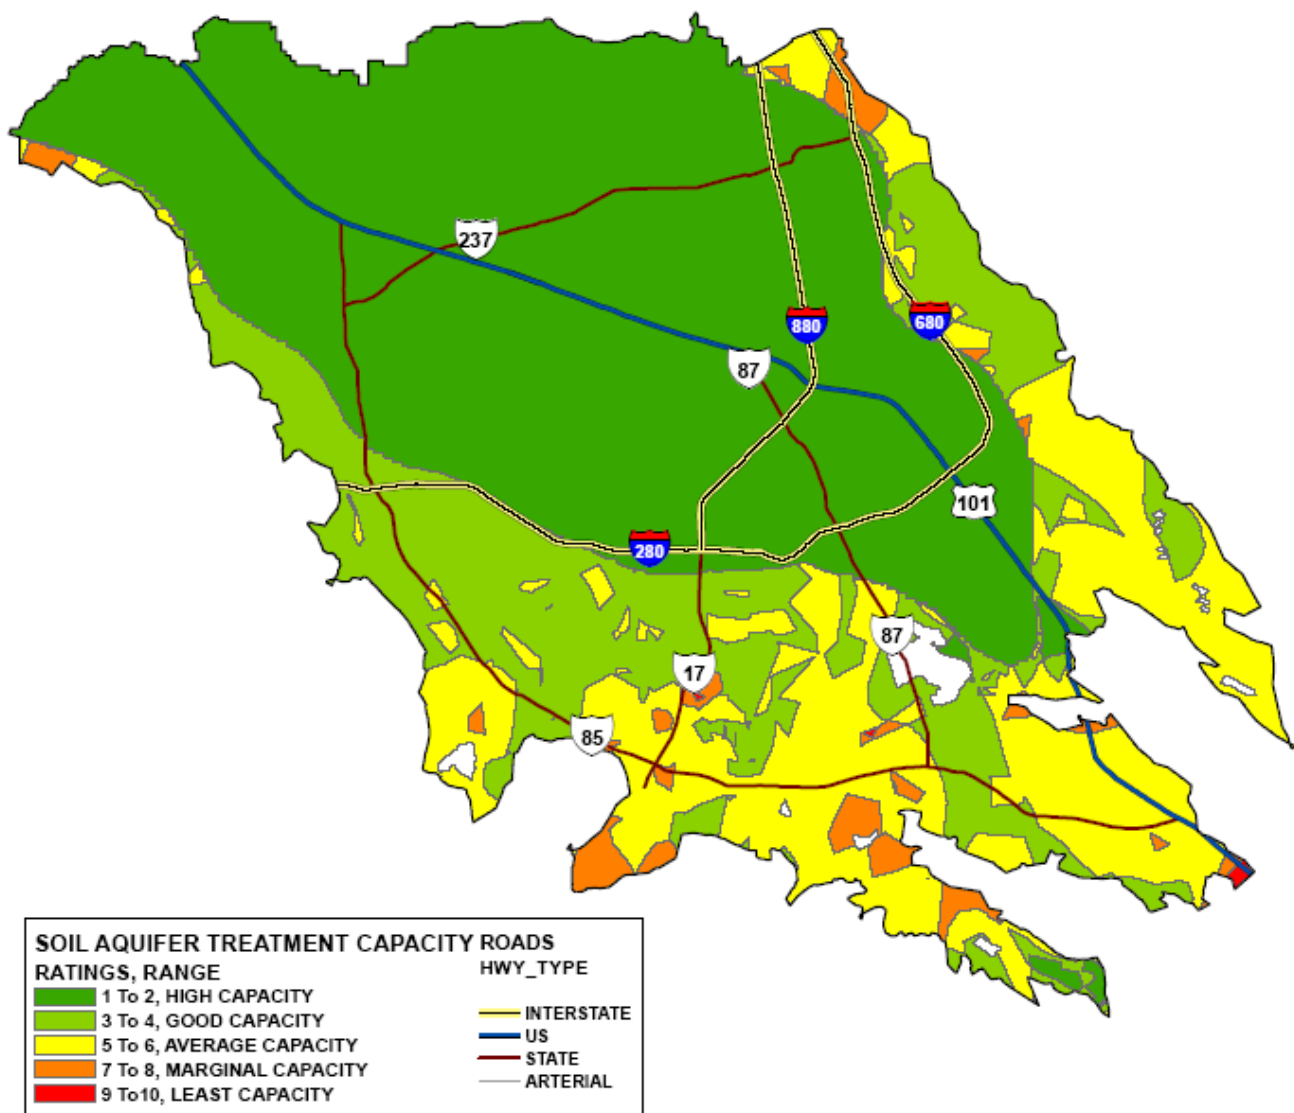 237
880
680
87
101
280
87
17
85
SOIL AQUIFER TREATMENT CAPACITY
RATINGS, RANGE
1 To 2, HIGH CAPACITY
3 To 4, GOOD CAPACITY
5 To 6, AVERAGE CAPACITY
7 To 8, MARGINAL CAPACITY
9 To10, LEAST CAPACITY
ROADS
HWY_TYPE
INTERSTATE
US
STATE
ARTERIAL